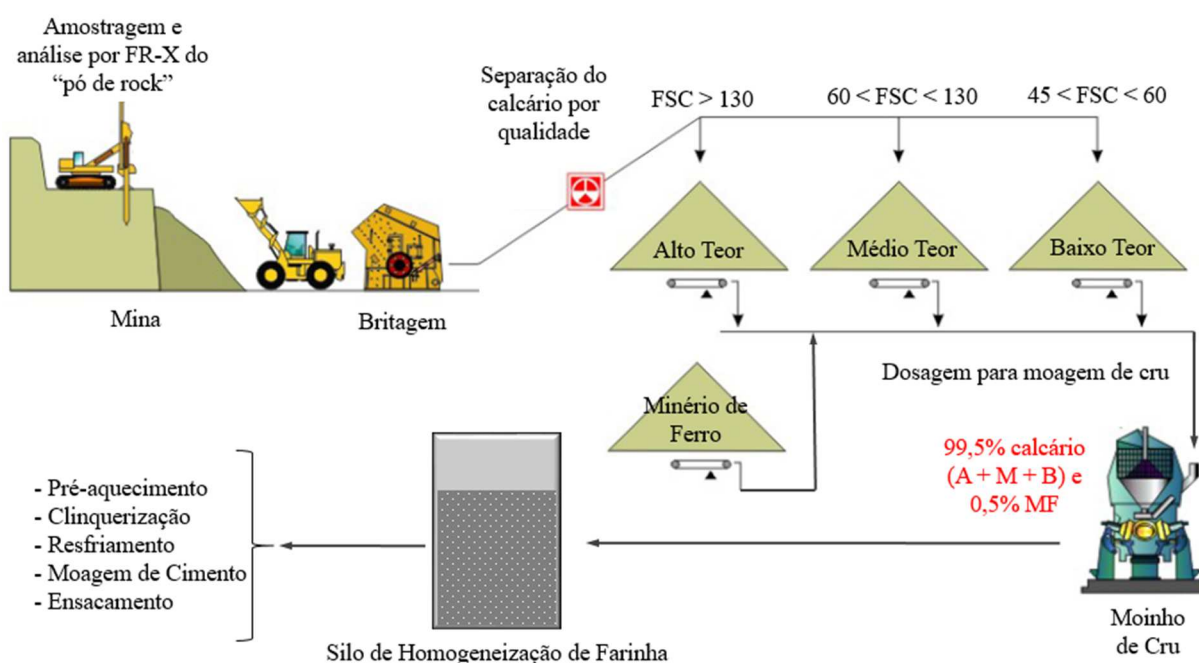 Amostragem e
análise por FR-X do
“pó de rock”
Separação do
calcário por
qualidade
FSC > 130
60 < FSC < 130
45 < FSC < 60
Alto Teor
Médio Teor
Baixo Teor
Mina
Britagem
Dosagem para moagem de cru
Minério de
Ferro
99,5% calcário
(A + M + B) e
0,5% MF
- Pré-aquecimento
- Clinquerização
- Resfriamento
- Moagem de Cimento
- Ensacamento
Silo de Homogeneização de Farinha
Moinho
de Cru